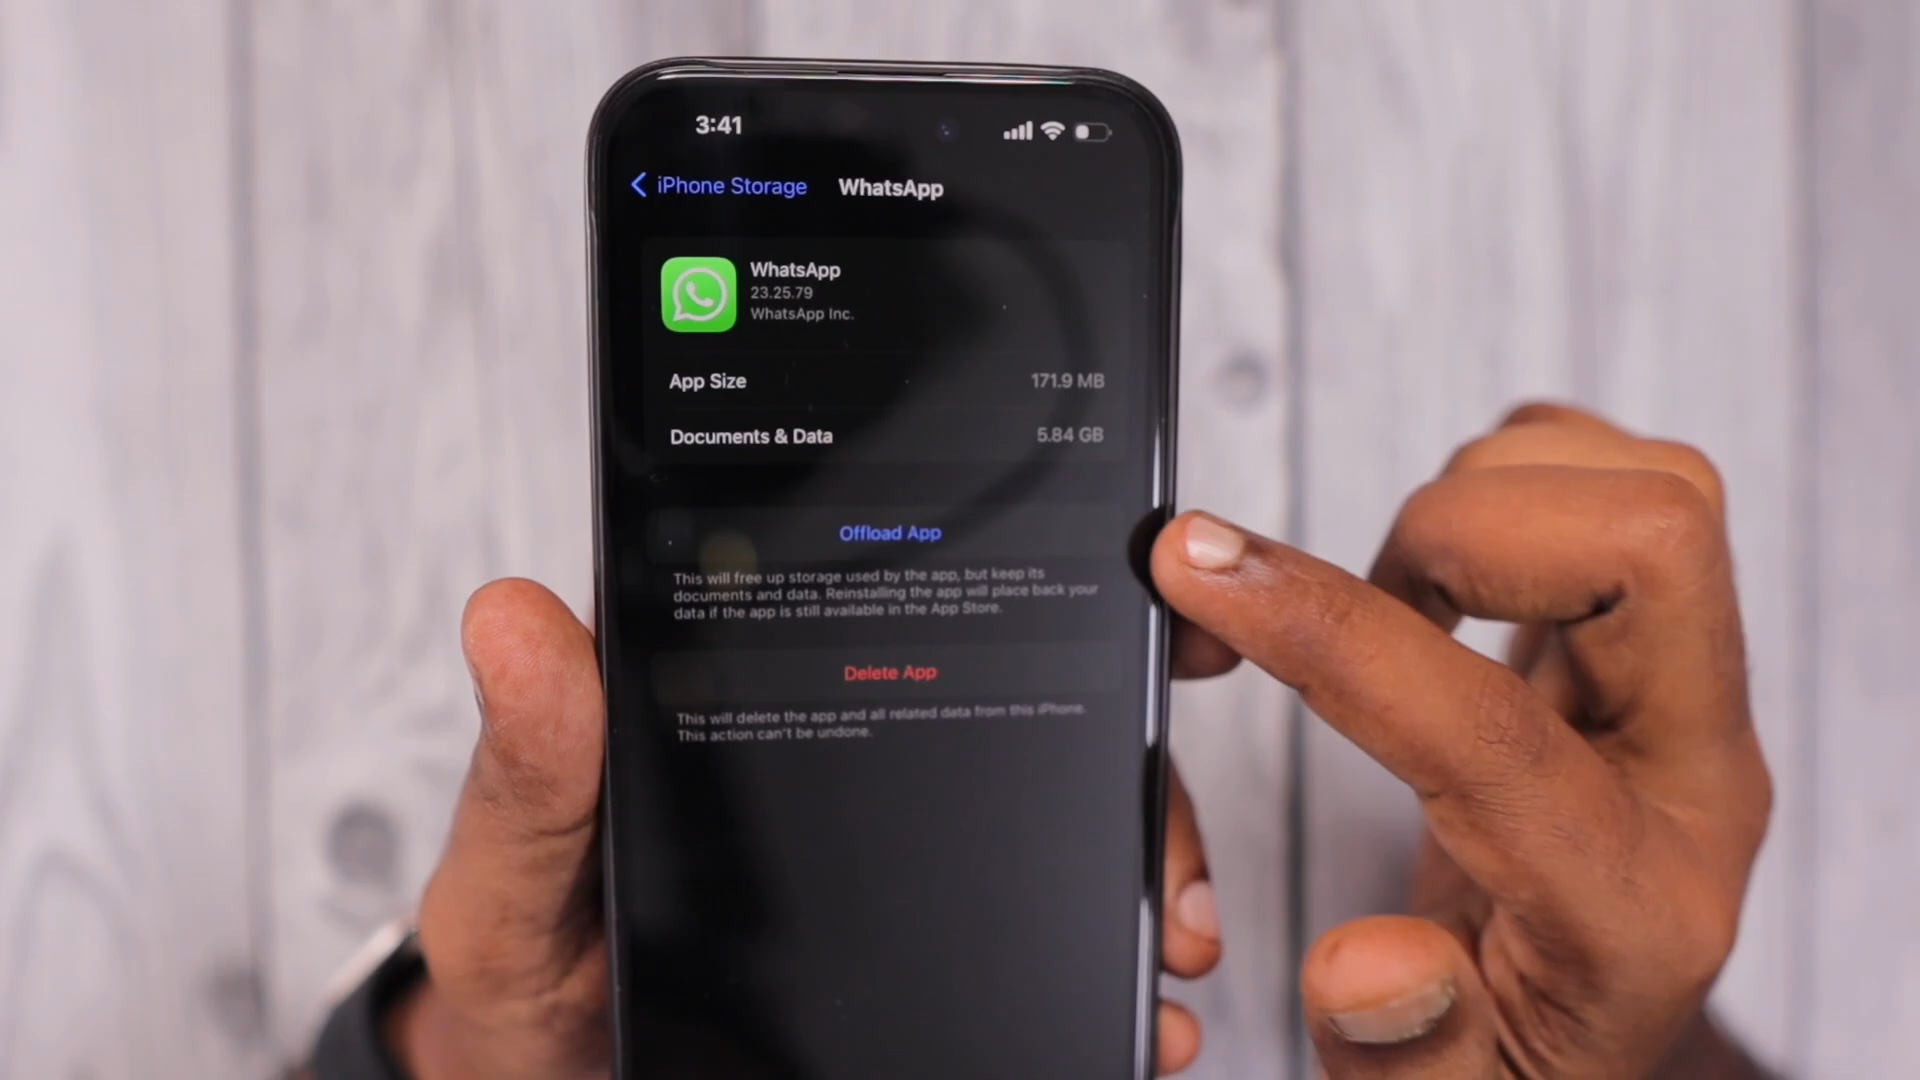 3:41
iPhone Storage WhatsApp
WhatsApp
23.25.79
WhatsApp Inc.
App Size 171.9 MB
Documents & Data 5.84 GB
Offload App
This will free up storage used by the app, but keep its
documents and data. Reinstalling the app will place back your
data if the app is still available in the App Store.
Delete App
This will delete the app and all related data from this iPhone.
This action can't be undone.